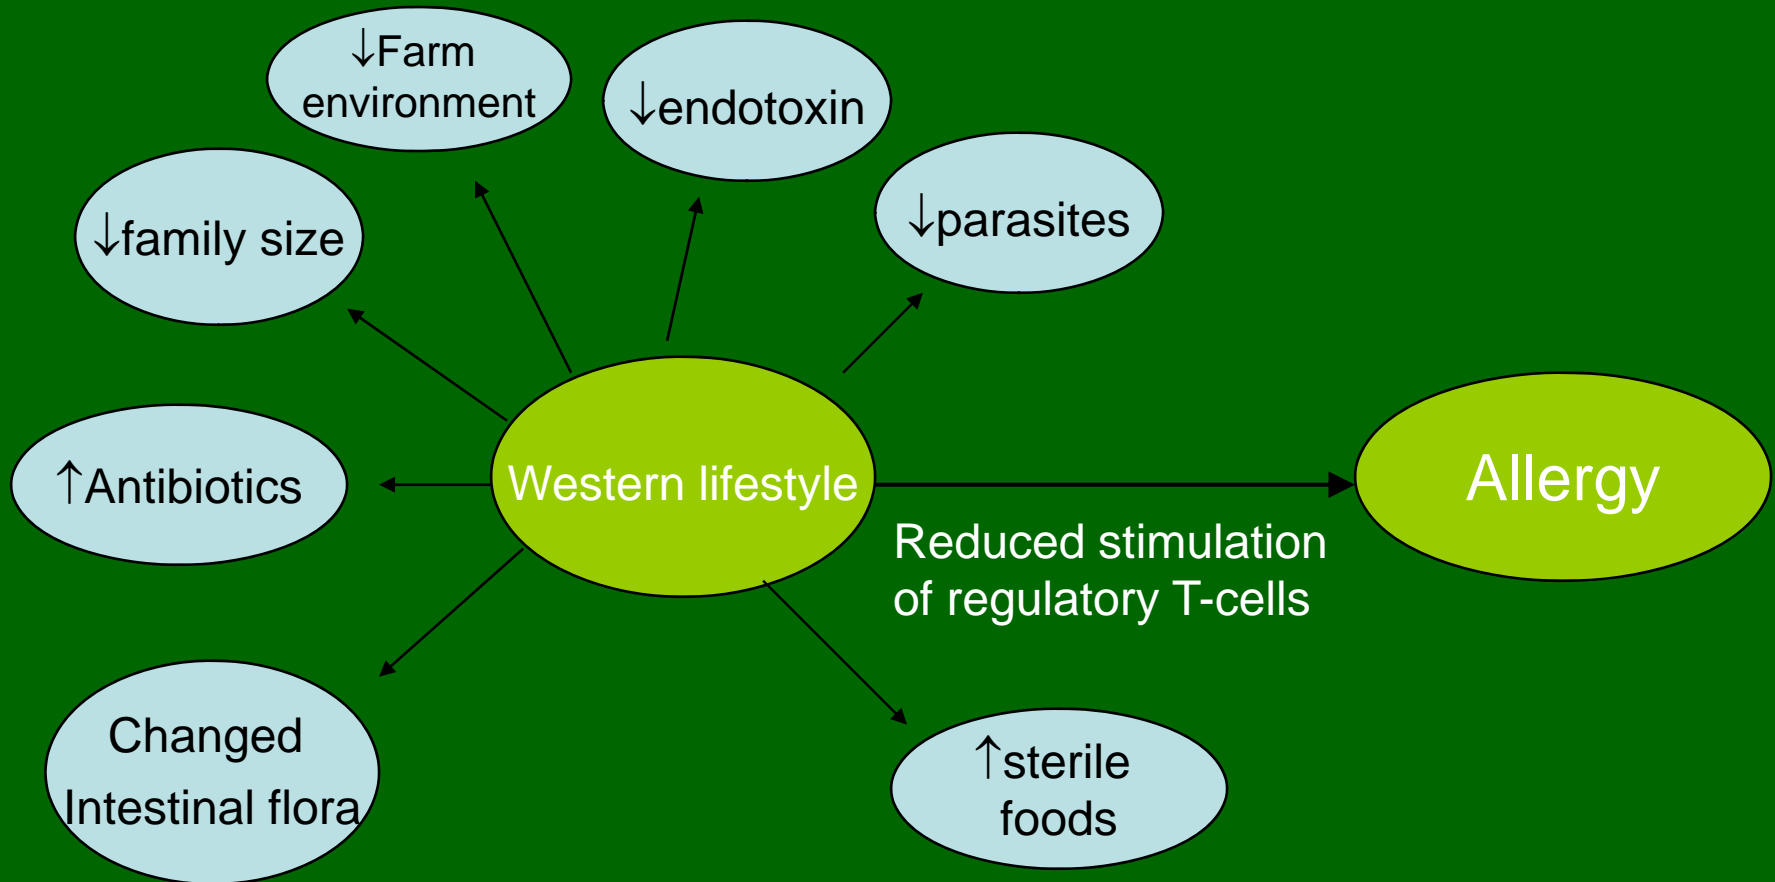 ↓Farm
environment
↓endotoxin
↓parasites
↓family size
↑Antibiotics
Western lifestyle
Allergy
Reduced stimulation
of regulatory T-cells
Changed
Intestinal flora
↑sterile
foods